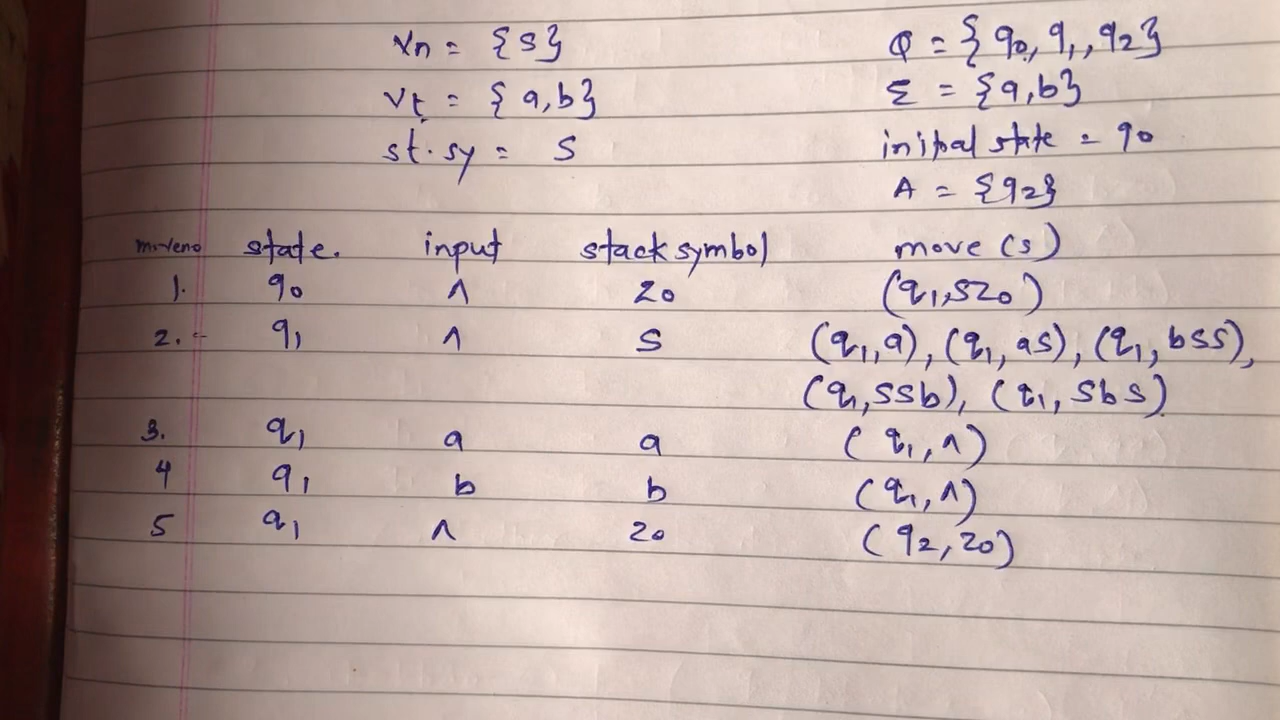 Vn = {S} Q = {q0, q1, q2}
Vt = {a,b} Σ = {a,b}
st. sy = S initial state = q0
A = {q2}
moveno state. input stack symbol move (s)
1. q0 ^ Z0 (q1,SZ0)
2. q1 ^ S (q1,a), (q1,aS), (q1,bSS),
(q1,SSb), (q1,SbS)
3. q1 a a (q1,^)
4 q1 b b (q1,^)
5 q1 ^ Z0 (q2,Z0)